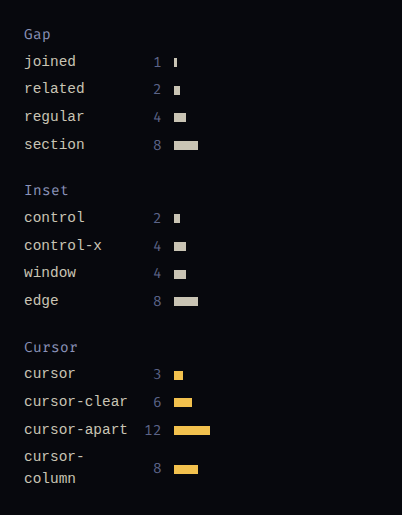 Gap
joined 1
related 2
regular 4
section 8
Inset
control 2
control-x 4
window 4
edge 8
Cursor
cursor 3
cursor-clear 6
cursor-apart 12
cursor-
column 8